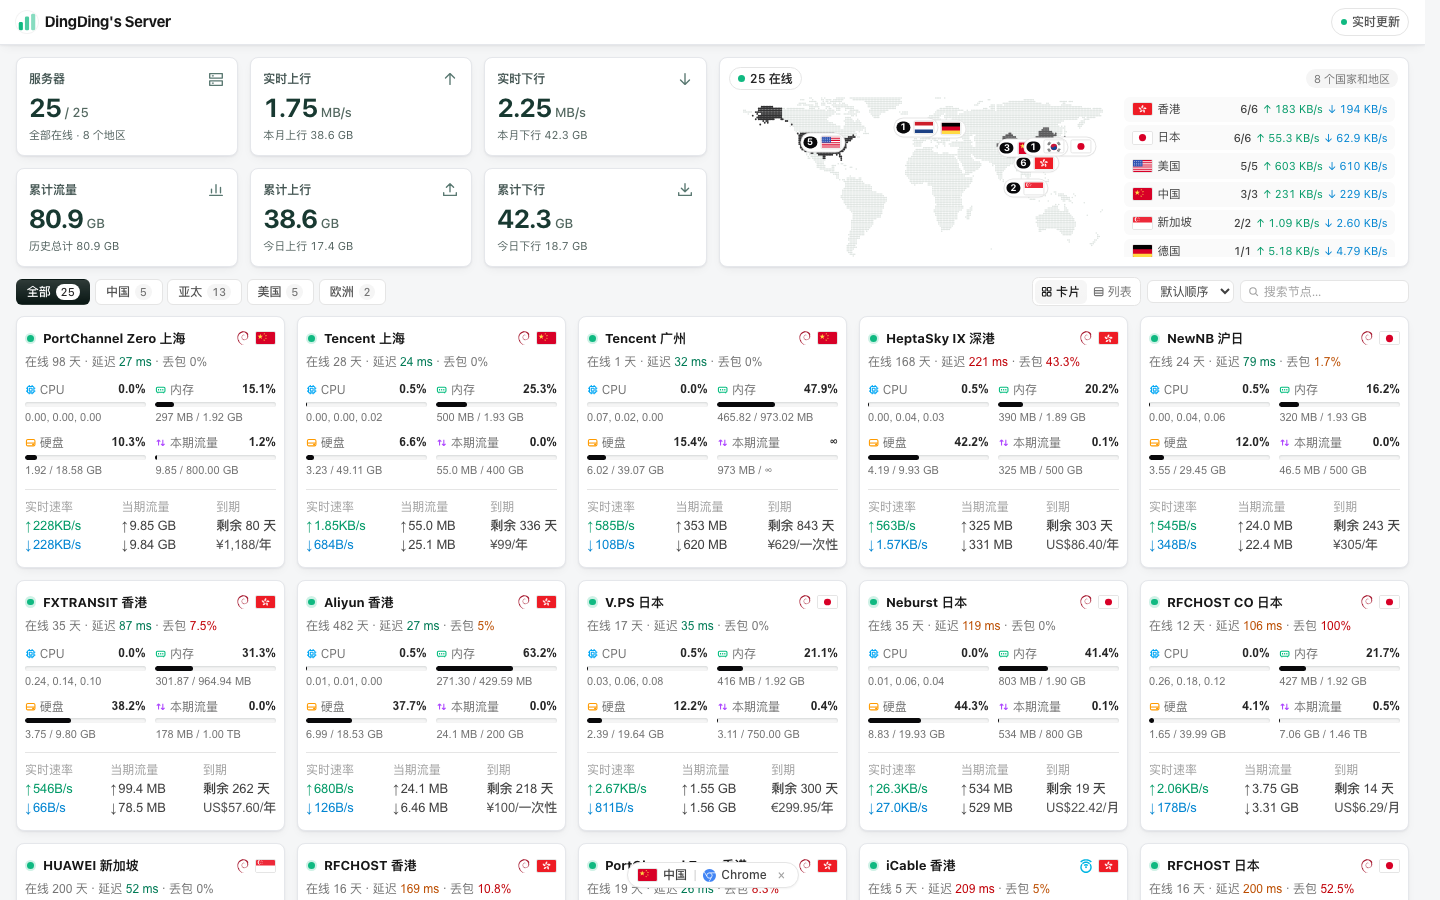 DingDing's Server
实时更新
服务器
25 / 25
全部在线 · 8 个地区
实时上行
1.75 MB/s
本月上行 38.6 GB
实时下行
2.25 MB/s
本月下行 42.3 GB
累计流量
80.9 GB
历史总计 80.9 GB
累计上行
38.6 GB
今日上行 17.4 GB
累计下行
42.3 GB
今日下行 18.7 GB
25 在线
8 个国家和地区
5
1
3
1
6
2
香港 6/6 ↑ 183 KB/s ↓ 194 KB/s
日本 6/6 ↑ 55.3 KB/s ↓ 62.9 KB/s
美国 5/5 ↑ 603 KB/s ↓ 610 KB/s
中国 3/3 ↑ 231 KB/s ↓ 229 KB/s
新加坡 2/2 ↑ 1.09 KB/s ↓ 2.60 KB/s
德国 1/1 ↑ 5.18 KB/s ↓ 4.79 KB/s
全部 25 中国 5 亚太 13 美国 5 欧洲 2
卡片 列表 默认顺序 搜索节点...
PortChannel Zero 上海
在线 98 天 · 延迟 27 ms · 丢包 0%
CPU 0.0% 内存 15.1%
0.00, 0.00, 0.00 297 MB / 1.92 GB
硬盘 10.3% 本期流量 1.2%
1.92 / 18.58 GB 9.85 / 800.00 GB
实时速率 当期流量 到期
↑228KB/s ↑9.85 GB 剩余 80 天
↓228KB/s ↓9.84 GB ¥1,188/年
Tencent 上海
在线 28 天 · 延迟 24 ms · 丢包 0%
CPU 0.5% 内存 25.3%
0.00, 0.00, 0.02 500 MB / 1.93 GB
硬盘 6.6% 本期流量 0.0%
3.23 / 49.11 GB 55.0 MB / 400 GB
实时速率 当期流量 到期
↑1.85KB/s ↑55.0 MB 剩余 336 天
↓684B/s ↓25.1 MB ¥99/年
Tencent 广州
在线 1 天 · 延迟 32 ms · 丢包 0%
CPU 0.0% 内存 47.9%
0.07, 0.02, 0.00 465.82 / 973.02 MB
硬盘 15.4% 本期流量 ∞
6.02 / 39.07 GB 973 MB / ∞
实时速率 当期流量 到期
↑585B/s ↑353 MB 剩余 843 天
↓108B/s ↓620 MB ¥629/一次性
HeptaSky IX 深港
在线 168 天 · 延迟 221 ms · 丢包 43.3%
CPU 0.5% 内存 20.2%
0.00, 0.04, 0.03 390 MB / 1.89 GB
硬盘 42.2% 本期流量 0.1%
4.19 / 9.93 GB 325 MB / 500 GB
实时速率 当期流量 到期
↑563B/s ↑325 MB 剩余 303 天
↓1.57KB/s ↓331 MB US$86.40/年
NewNB 沪日
在线 24 天 · 延迟 79 ms · 丢包 1.7%
CPU 0.5% 内存 16.2%
0.00, 0.04, 0.06 320 MB / 1.93 GB
硬盘 12.0% 本期流量 0.0%
3.55 / 29.45 GB 46.5 MB / 500 GB
实时速率 当期流量 到期
↑545B/s ↑24.0 MB 剩余 243 天
↓348B/s ↓22.4 MB ¥305/年
FXTRANSIT 香港
在线 35 天 · 延迟 87 ms · 丢包 7.5%
CPU 0.0% 内存 31.3%
0.24, 0.14, 0.10 301.87 / 964.94 MB
硬盘 38.2% 本期流量 0.0%
3.75 / 9.80 GB 178 MB / 1.00 TB
实时速率 当期流量 到期
↑546B/s ↑99.4 MB 剩余 262 天
↓66B/s ↓78.5 MB US$57.60/年
Aliyun 香港
在线 482 天 · 延迟 27 ms · 丢包 5%
CPU 0.5% 内存 63.2%
0.01, 0.01, 0.00 271.30 / 429.59 MB
硬盘 37.7% 本期流量 0.0%
6.99 / 18.53 GB 24.1 MB / 200 GB
实时速率 当期流量 到期
↑680B/s ↑24.1 MB 剩余 218 天
↓126B/s ↓6.46 MB ¥100/一次性
V.PS 日本
在线 17 天 · 延迟 35 ms · 丢包 0%
CPU 0.5% 内存 21.1%
0.03, 0.06, 0.08 416 MB / 1.92 GB
硬盘 12.2% 本期流量 0.4%
2.39 / 19.64 GB 3.11 / 750.00 GB
实时速率 当期流量 到期
↑2.67KB/s ↑1.55 GB 剩余 300 天
↓811B/s ↓1.56 GB €299.95/年
Neburst 日本
在线 35 天 · 延迟 119 ms · 丢包 0%
CPU 0.0% 内存 41.4%
0.01, 0.06, 0.04 803 MB / 1.90 GB
硬盘 44.3% 本期流量 0.1%
8.83 / 19.93 GB 534 MB / 800 GB
实时速率 当期流量 到期
↑26.3KB/s ↑534 MB 剩余 19 天
↓27.0KB/s ↓529 MB US$22.42/月
RFCHOST CO 日本
在线 12 天 · 延迟 106 ms · 丢包 100%
CPU 0.0% 内存 21.7%
0.26, 0.18, 0.12 427 MB / 1.92 GB
硬盘 4.1% 本期流量 0.5%
1.65 / 39.99 GB 7.06 GB / 1.46 TB
实时速率 当期流量 到期
↑2.06KB/s ↑3.75 GB 剩余 14 天
↓178B/s ↓3.31 GB US$6.29/月
HUAWEI 新加坡
在线 200 天 · 延迟 52 ms · 丢包 0%
RFCHOST 香港
在线 16 天 · 延迟 169 ms · 丢包 10.8%
中国 | Chrome ×
iCable 香港
在线 5 天 · 延迟 209 ms · 丢包 5%
RFCHOST 日本
在线 16 天 · 延迟 200 ms · 丢包 52.5%